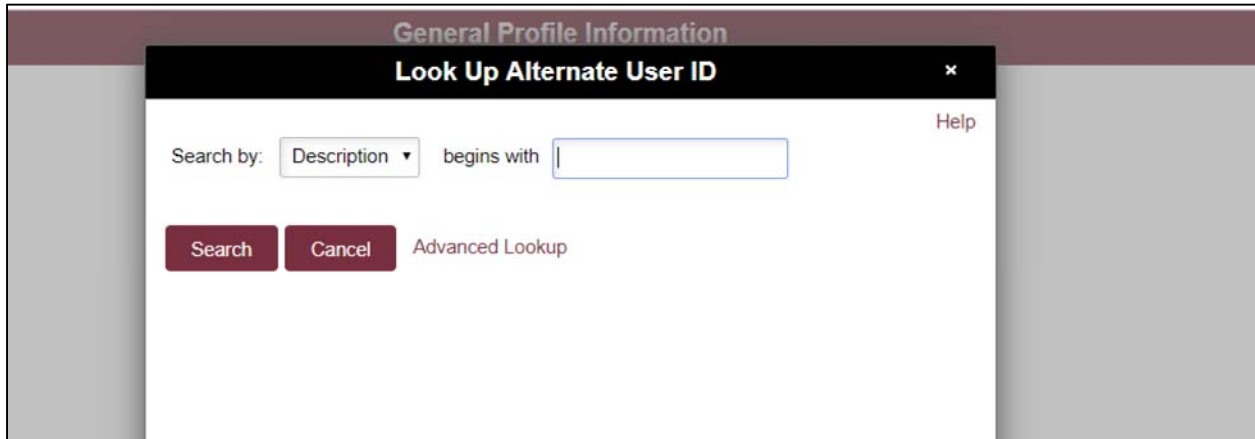 General Profile Information
Look Up Alternate User ID ×
Help
Search by: Description ▼ begins with
Search Cancel Advanced Lookup